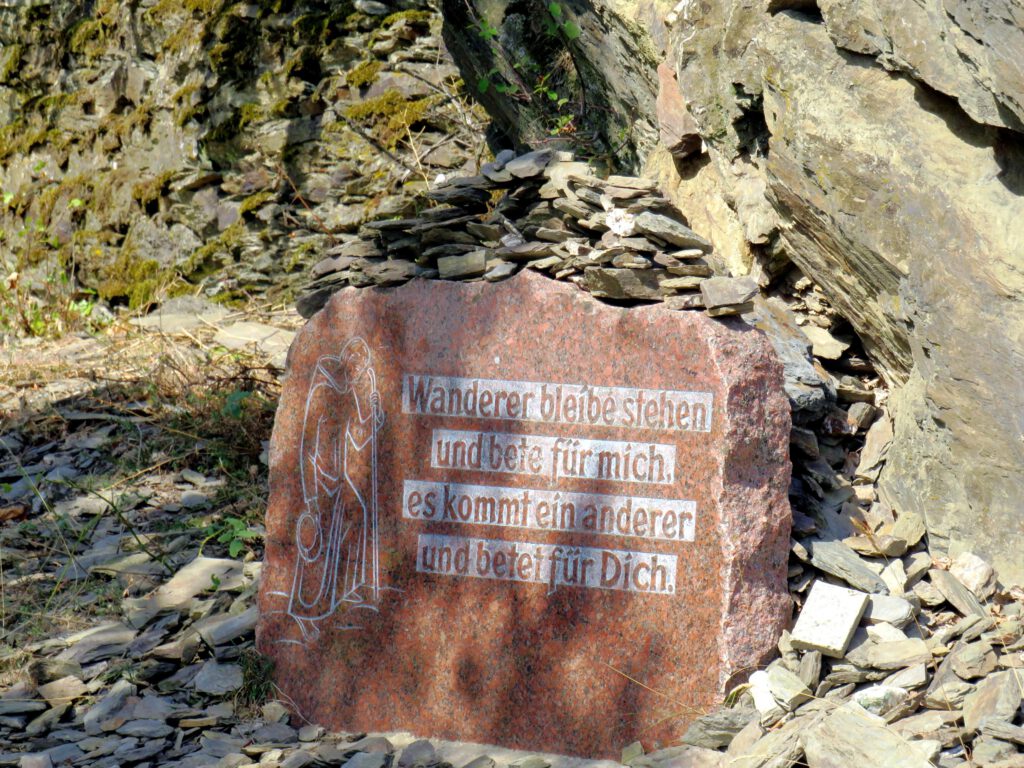 Wanderer bleibe stehen
und bete für mich,
es kommt ein anderer
und betet für Dich.